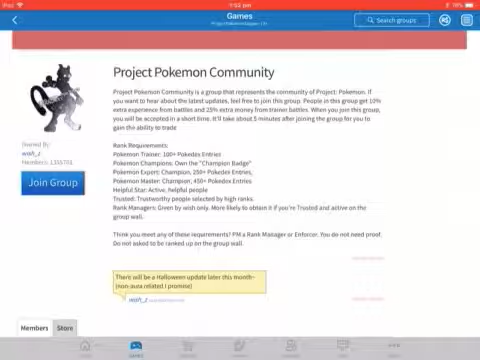 iPad
Games
Search groups
Project Pokemon Community
Project Pokemon Community is a group that represents the community of Project: Pokemon. If
you want to hear about the latest updates, feel free to join this group. People in this group get 10%
extra experience from battles and 25% extra money from trainer battles. When you join this group,
you will be accepted in a short time. It'll take about 5 minutes after joining the group for you to
gain the ability to trade
Owned By:
wish_z
Members:
Join Group
Rank Requirements:
Pokemon Trainer: 100+ Pokedex Entries
Pokemon Champions: Own the "Champion Badge"
Pokemon Expert: Champion, 250+ Pokedex Entries,
Pokemon Master: Champion, 450+ Pokedex Entries
Helpful Star: Active, helpful people
Trusted: Trustworthy people selected by high ranks
Rank Managers: Given by wish only. More likely to obtain it if you're Trusted and active on the
group wall.
Think you meet any of those requirements? PM a Rank Manager or Enforcer. You do not need proof.
Do not asked to be ranked up on the group wall.
There will be a Halloween update later this month~
(non-aura related I promise)
wish_z
Members
Store